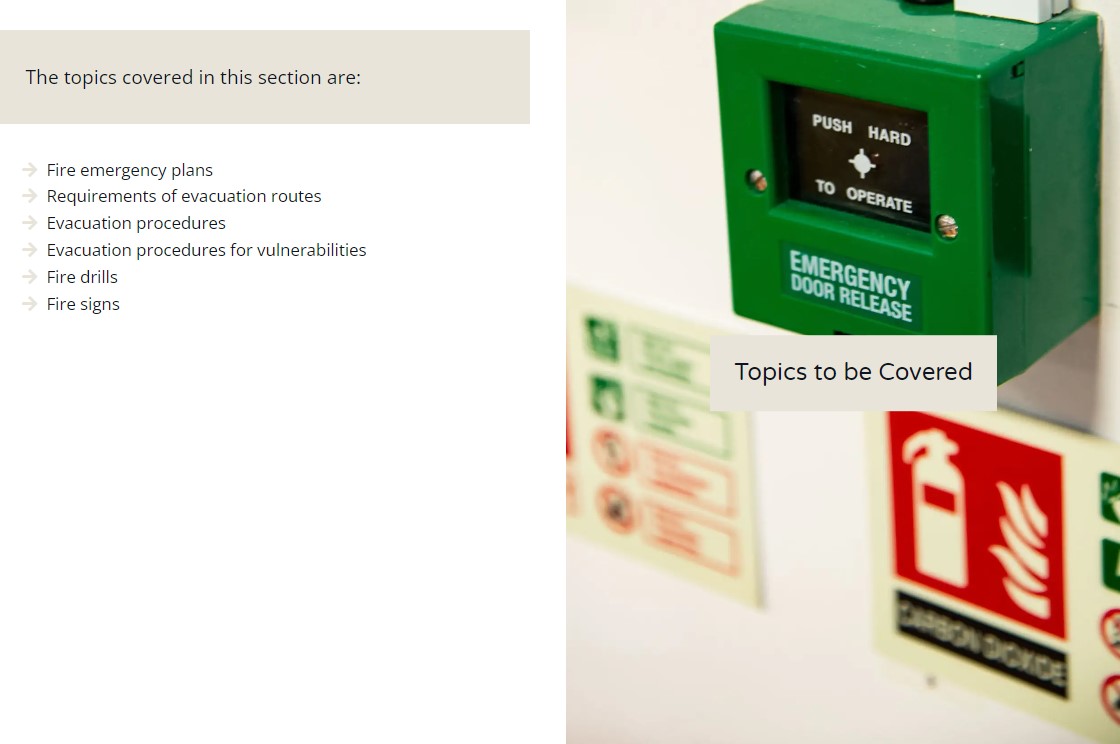 The topics covered in this section are:
Fire emergency plans
Requirements of evacuation routes
Evacuation procedures
Evacuation procedures for vulnerabilities
Fire drills
Fire signs
PUSH HARD
TO OPERATE
EMERGENCY
DOOR RELEASE
Topics to be Covered
CARBON DIOXIDE